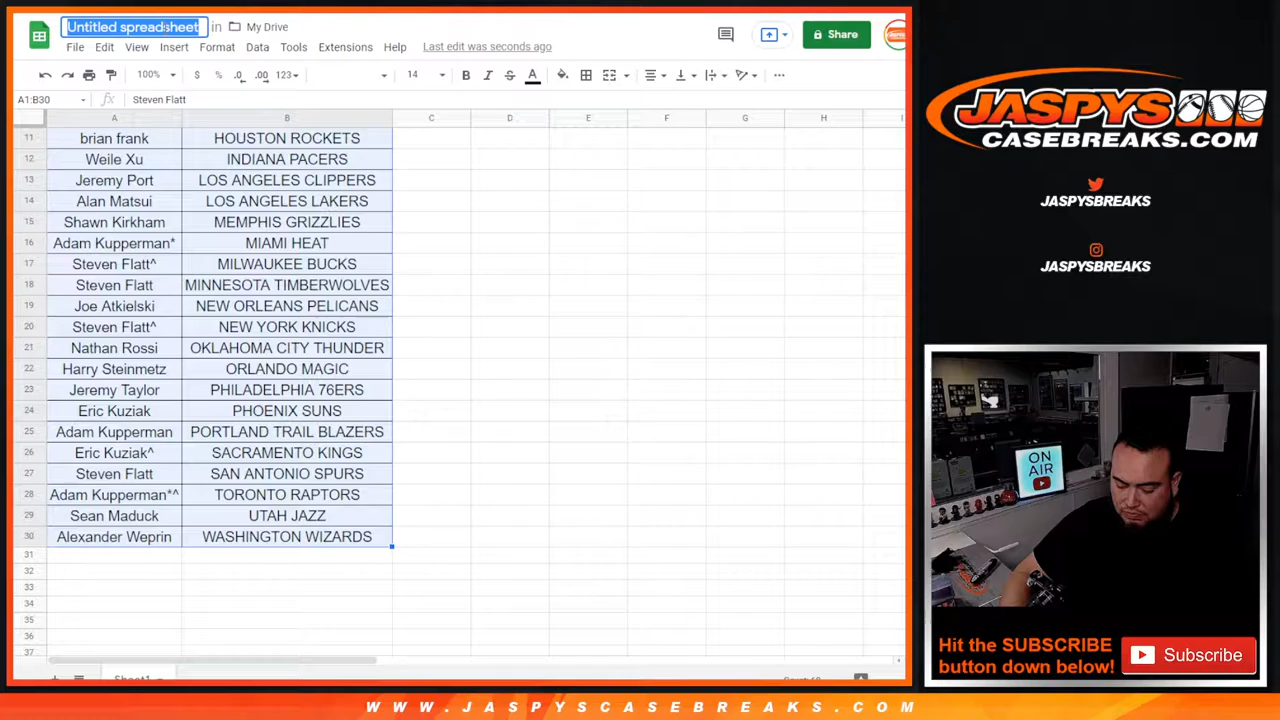 Untitled spreadsheet in My Drive
File Edit View Insert Format Data Tools Extensions Help Last edit was seconds ago
Share
100% $ % .0 .00 123 14 B I S A
A1:B30 fx Steven Flatt
A B C D E F G H I
11 brian frank HOUSTON ROCKETS
12 Weile Xu INDIANA PACERS
13 Jeremy Port LOS ANGELES CLIPPERS
14 Alan Matsui LOS ANGELES LAKERS
15 Shawn Kirkham MEMPHIS GRIZZLIES
16 Adam Kupperman* MIAMI HEAT
17 Steven Flatt^ MILWAUKEE BUCKS
18 Steven Flatt MINNESOTA TIMBERWOLVES
19 Joe Atkielski NEW ORLEANS PELICANS
20 Steven Flatt^ NEW YORK KNICKS
21 Nathan Rossi OKLAHOMA CITY THUNDER
22 Harry Steinmetz ORLANDO MAGIC
23 Jeremy Taylor PHILADELPHIA 76ERS
24 Eric Kuziak PHOENIX SUNS
25 Adam Kupperman PORTLAND TRAIL BLAZERS
26 Eric Kuziak^ SACRAMENTO KINGS
27 Steven Flatt SAN ANTONIO SPURS
28 Adam Kupperman*^ TORONTO RAPTORS
29 Sean Maduck UTAH JAZZ
30 Alexander Weprin WASHINGTON WIZARDS
31
32
33
34
35
36
37
Sheet1
JASPYS
CASEBREAKS.COM
JASPYSBREAKS
JASPYSBREAKS
ON
AIR
Hit the SUBSCRIBE
button down below!
Subscribe
WWW.JASPYSCASEBREAKS.COM